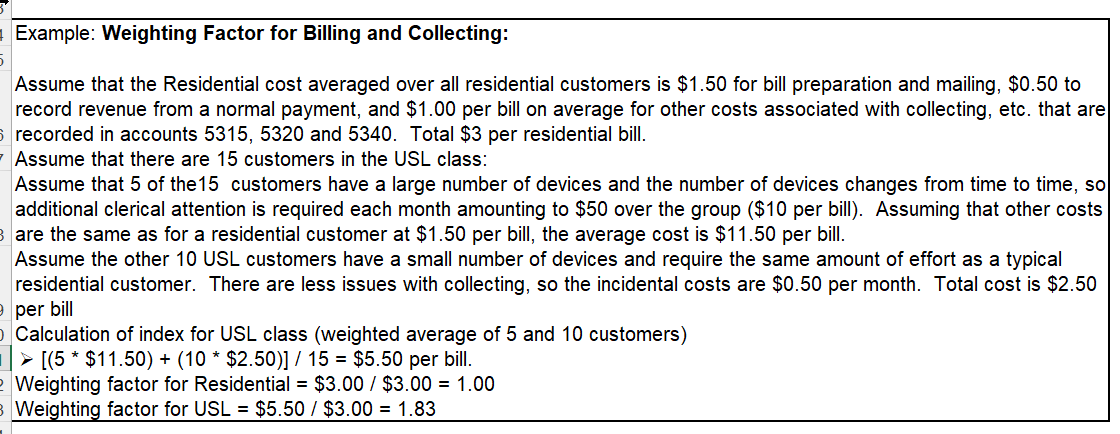 Example: Weighting Factor for Billing and Collecting:
Assume that the Residential cost averaged over all residential customers is $1.50 for bill preparation and mailing, $0.50 to
record revenue from a normal payment, and $1.00 per bill on average for other costs associated with collecting, etc. that are
recorded in accounts 5315, 5320 and 5340.  Total $3 per residential bill.
Assume that there are 15 customers in the USL class:
Assume that 5 of the15  customers have a large number of devices and the number of devices changes from time to time, so
additional clerical attention is required each month amounting to $50 over the group ($10 per bill).  Assuming that other costs
are the same as for a residential customer at $1.50 per bill, the average cost is $11.50 per bill.
Assume the other 10 USL customers have a small number of devices and require the same amount of effort as a typical
residential customer.  There are less issues with collecting, so the incidental costs are $0.50 per month.  Total cost is $2.50
per bill
Calculation of index for USL class (weighted average of 5 and 10 customers)
➢ [(5 * $11.50) + (10 * $2.50)] / 15 = $5.50 per bill.
Weighting factor for Residential = $3.00 / $3.00 = 1.00
Weighting factor for USL = $5.50 / $3.00 = 1.83